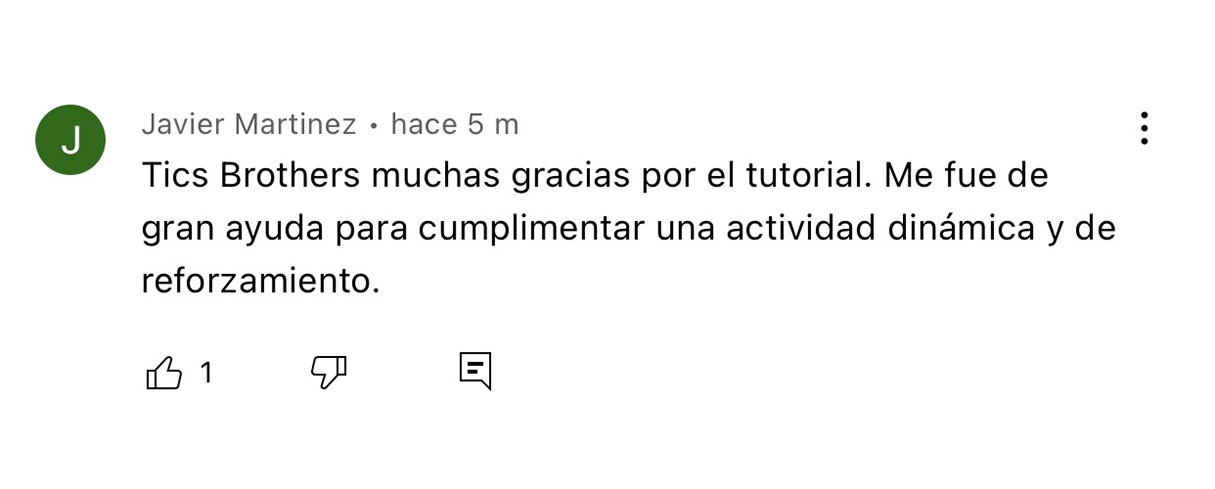 J
Javier Martinez • hace 5 m
Tics Brothers muchas gracias por el tutorial. Me fue de
gran ayuda para cumplimentar una actividad dinámica y de
reforzamiento.
1